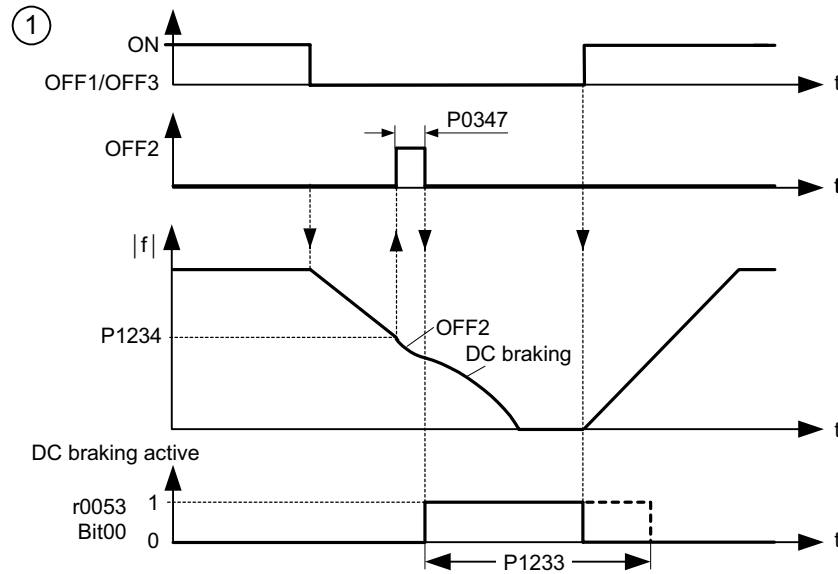 1
ON
OFF1/OFF3
t
P0347
OFF2
t
|f|
P1234
OFF2
DC braking
t
DC braking active
r0053
Bit00
1
0
t
P1233